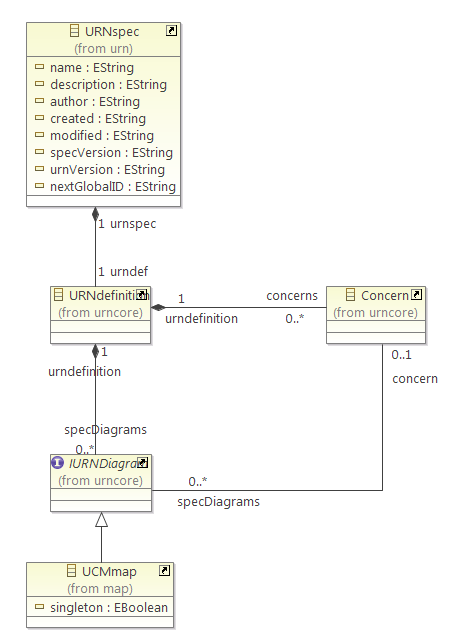 URNspec
(from urn)
name : EString
description : EString
author : EString
created : EString
modified : EString
specVersion : EString
urnVersion : EString
nextGlobalID : EString
1 urnspec
1 urndef
URNdefinition
(from urncore)
1
urndefinition
concerns
0..*
Concern
(from urncore)
1
urndefinition
0..1
concern
specDiagrams
0..*
IURNDiagram
(from urncore)
0..*
specDiagrams
UCMmap
(from map)
singleton : EBoolean